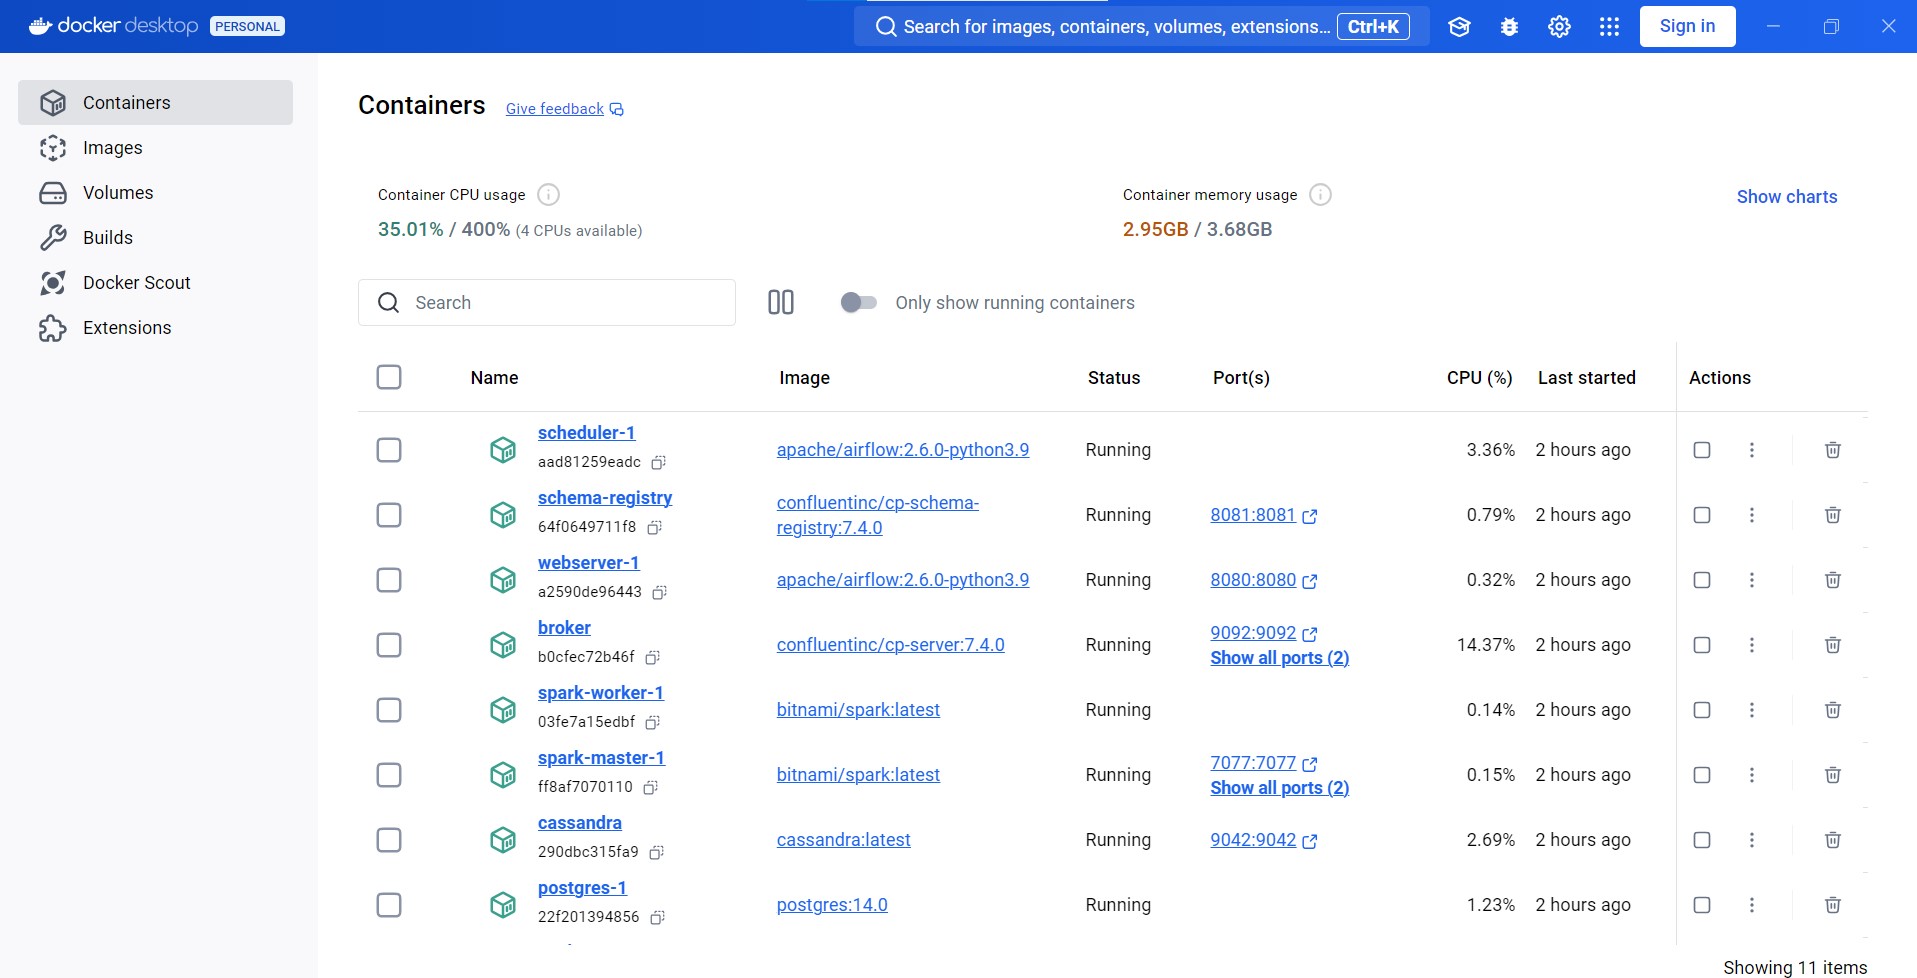 docker desktop PERSONAL
Search for images, containers, volumes, extensions... Ctrl+K
Sign in
Containers
Images
Volumes
Builds
Docker Scout
Extensions
Containers Give feedback
Container CPU usage
35.01% / 400% (4 CPUs available)
Container memory usage
2.95GB / 3.68GB
Show charts
Search
Only show running containers
Name Image Status Port(s) CPU (%) Last started Actions
scheduler-1
aad81259eadc
apache/airflow:2.6.0-python3.9 Running 3.36% 2 hours ago
schema-registry
64f0649711f8
confluentinc/cp-schema-
registry:7.4.0
Running 8081:8081 0.79% 2 hours ago
webserver-1
a2590de96443
apache/airflow:2.6.0-python3.9 Running 8080:8080 0.32% 2 hours ago
broker
b0cfec72b46f
confluentinc/cp-server:7.4.0 Running
9092:9092
Show all ports (2)
14.37% 2 hours ago
spark-worker-1
03fe7a15edbf
bitnami/spark:latest Running 0.14% 2 hours ago
spark-master-1
ff8af7070110
bitnami/spark:latest Running
7077:7077
Show all ports (2)
0.15% 2 hours ago
cassandra
290dbc315fa9
cassandra:latest Running 9042:9042 2.69% 2 hours ago
postgres-1
22f201394856
postgres:14.0 Running 1.23% 2 hours ago
Showing 11 items